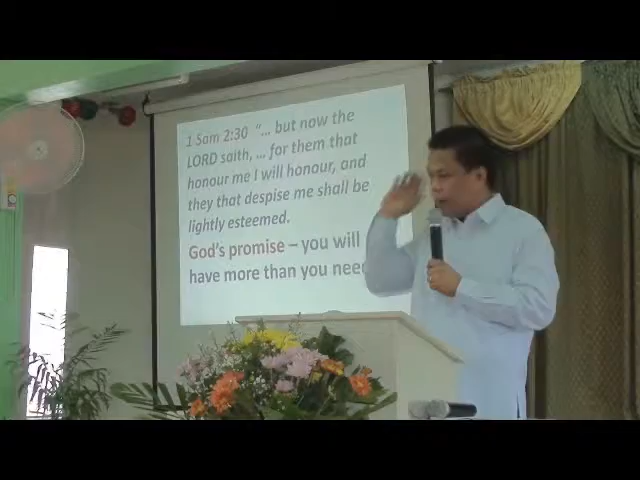 1 Sam 2:30 “... but now the
LORD saith, ... for them that
honour me I will honour, and
they that despise me shall be
lightly esteemed.
God's promise – you will
have more than you nee